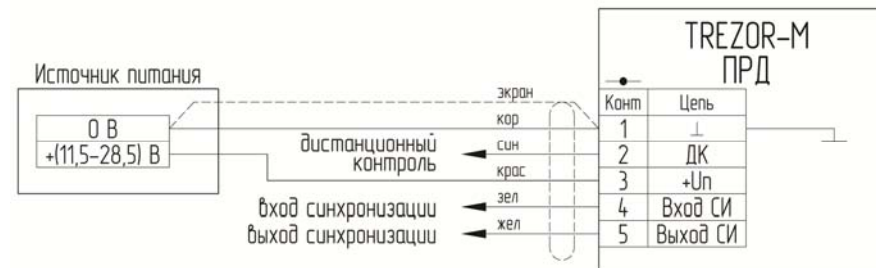 TREZOR-M
ПРД
Источник питания
0 В
+(11,5-28,5) В
экран
кор
дистанционный
контроль
син
крас
вход синхронизации
зел
выход синхронизации
жел
Конт Цепь
1 ⊥
2 ДК
3 +Uп
4 Вход СИ
5 Выход СИ